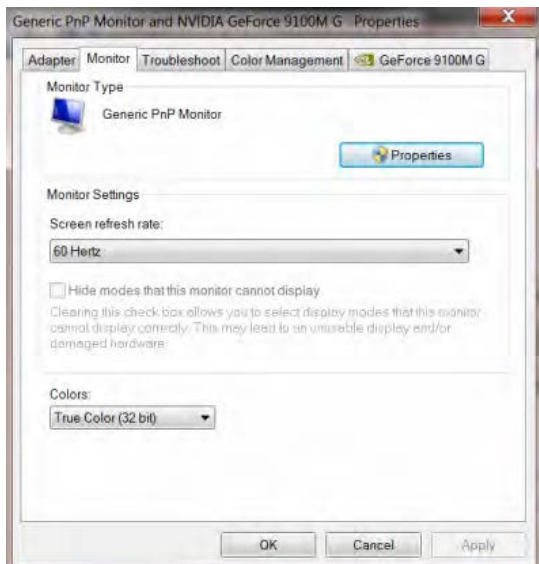 Generic PnP Monitor and NVIDIA GeForce 9100M G Properties
Adapter Monitor Troubleshoot Color Management GeForce 9100M G
Monitor Type
Generic PnP Monitor
Properties
Monitor Settings
Screen refresh rate:
60 Hertz
Hide modes that this monitor cannot display
Clearing this check box allows you to select display modes that this monitor
cannot display correctly. This may lead to an unusable display and/or
damaged hardware.
Colors:
True Color (32 bit)
OK Cancel Apply